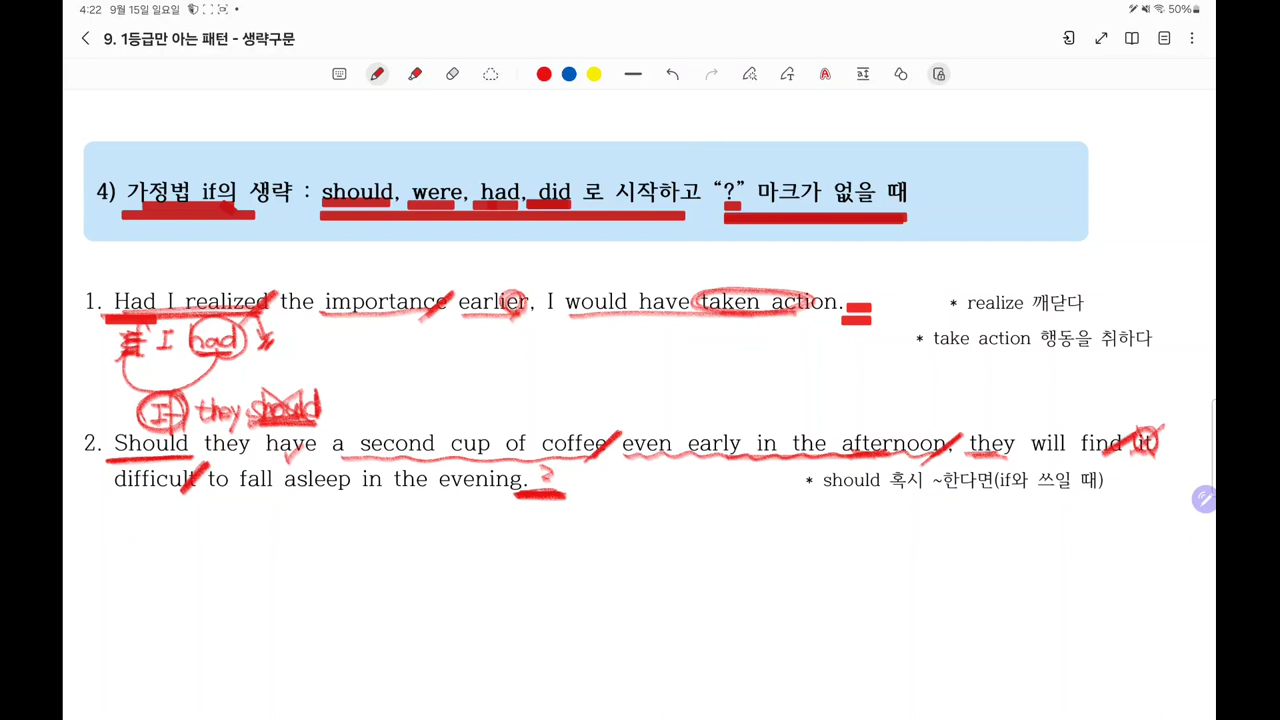 4:22 9월 15일 일요일 50%
9. 1등급만 아는 패턴 - 생략구문
4) 가정법 if의 생략 : should, were, had, did 로 시작하고 “?” 마크가 없을 때
1. Had I realized the importance earlier, I would have taken action. * realize 깨닫다
* take action 행동을 취하다
I had
If they should
2. Should they have a second cup of coffee even early in the afternoon, they will find it
difficult to fall asleep in the evening. ? * should 혹시 ~한다면(if와 쓰일 때)